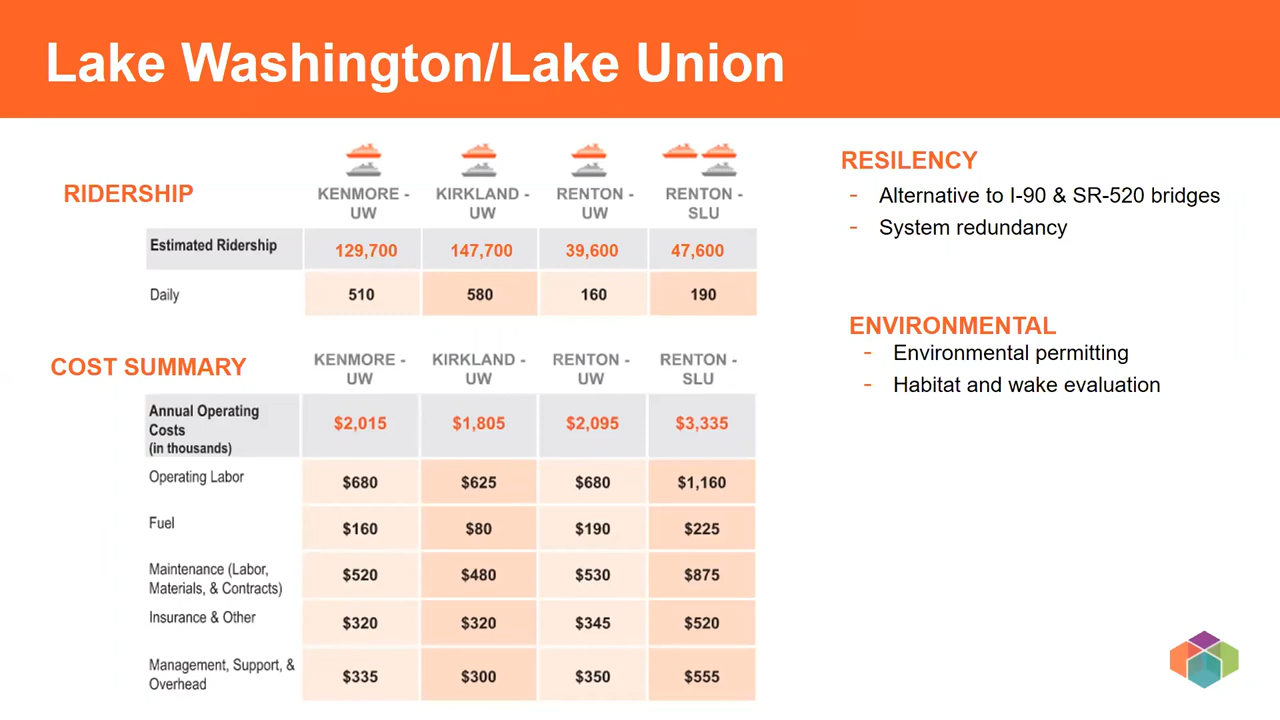 Lake Washington/Lake Union
RIDERSHIP
KENMORE - KIRKLAND - RENTON - RENTON -
UW UW UW SLU
Estimated Ridership 129,700 147,700 39,600 47,600
Daily 510 580 160 190
COST SUMMARY
KENMORE - KIRKLAND - RENTON - RENTON -
UW UW UW SLU
Annual Operating
Costs $2,015 $1,805 $2,095 $3,335
(in thousands)
Operating Labor $680 $625 $680 $1,160
Fuel $160 $80 $190 $225
Maintenance (Labor,
Materials, & Contracts) $520 $480 $530 $875
Insurance & Other $320 $320 $345 $520
Management, Support, &
Overhead $335 $300 $350 $555
RESILENCY
- Alternative to I-90 & SR-520 bridges
- System redundancy
ENVIRONMENTAL
- Environmental permitting
- Habitat and wake evaluation